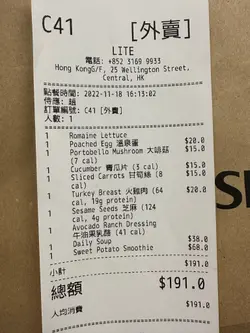 C41 [外賣]
LITE
電話: +852 3169 9933
Hong KongG/F, 25 Wellington Street,
Central, HK
點餐時間: 2022-11-18 16:13:02
侍應: 超
訂單編號: C41 [外賣]
人數: 1
1 Romaine Lettuce
1 Poached Egg 溫泉蛋 $20.0
1 Portobello Mushroom 大啡菇 $15.0
(7 cal)
1 Cucumber 青瓜片 (3 cal) $15.0
1 Sliced Carrots 甘筍絲 (8 $15.0
cal)
1 Turkey Breast 火雞肉 (64 $20.0
cal, 19g protein)
1 Sesame Seeds 芝麻 (124
cal, 4g protein)
1 Avocado Ranch Dressing
牛油果乳醬 (41 cal)
1 Daily Soup $38.0
1 Sweet Potato Smoothie $68.0
小計 $191.0
總額 $191.0
人均消費 $191.0